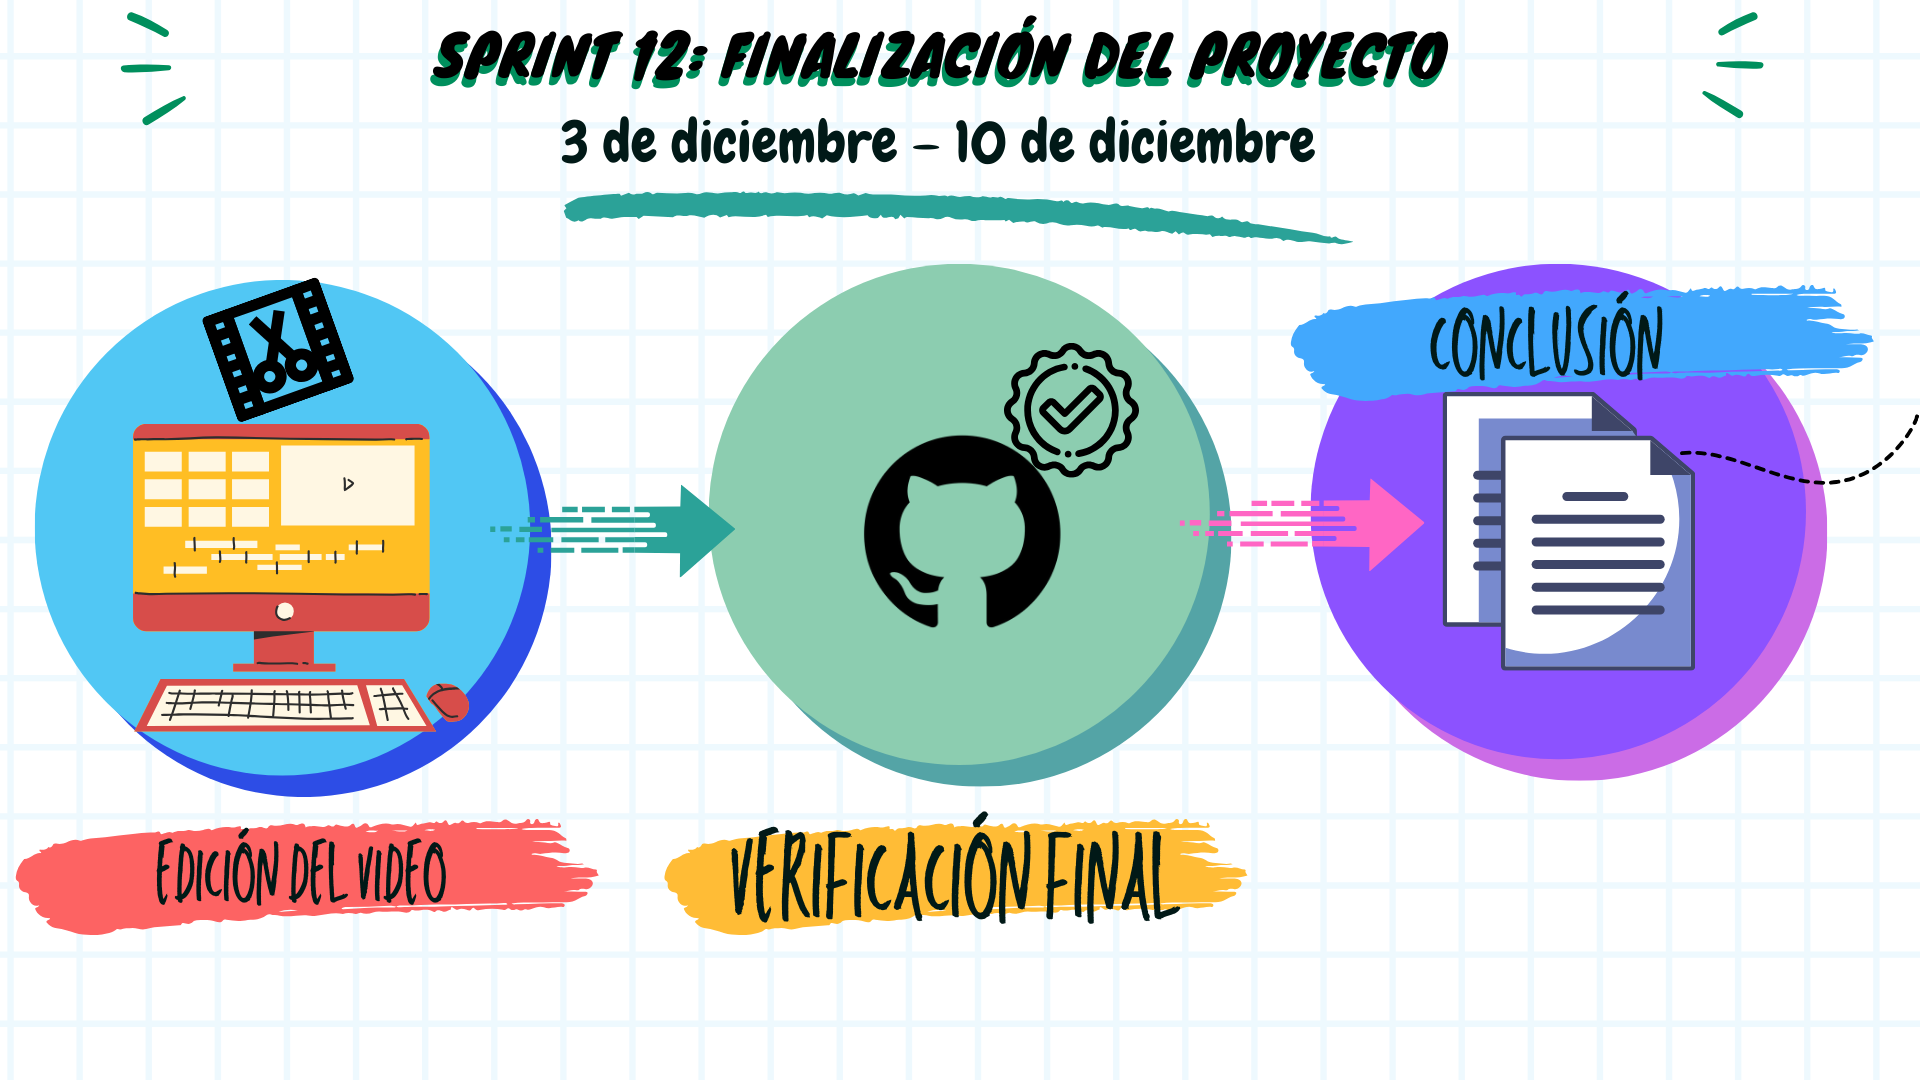 SPRINT 12: FINALIZACIÓN DEL PROYECTO
3 de diciembre – 10 de diciembre
CONCLUSIÓN
EDICIÓN DEL VIDEO
VERIFICACIÓN FINAL